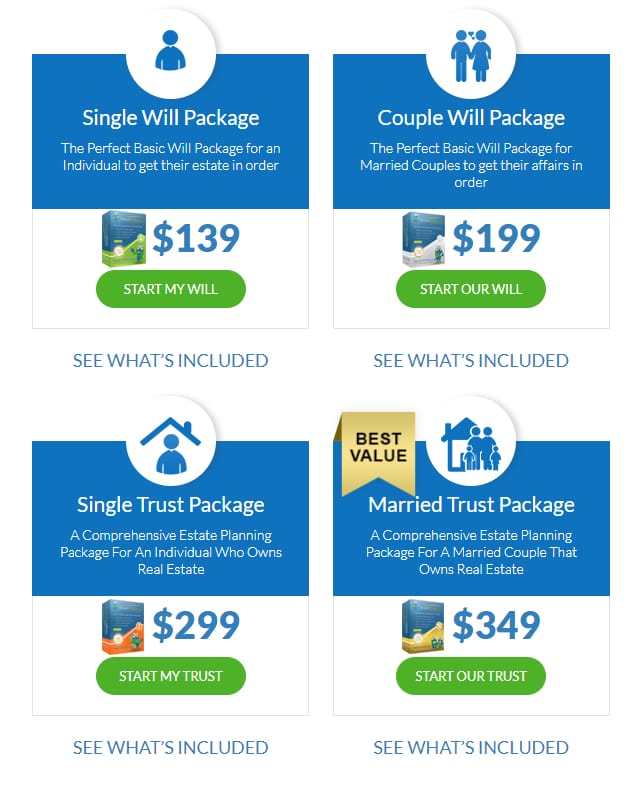 Single Will Package
The Perfect Basic Will Package for an
Individual to get their estate in order
$139
START MY WILL
SEE WHAT'S INCLUDED
Couple Will Package
The Perfect Basic Will Package for
Married Couples to get their affairs in
order
$199
START OUR WILL
SEE WHAT'S INCLUDED
Single Trust Package
A Comprehensive Estate Planning
Package For An Individual Who Owns
Real Estate
$299
START MY TRUST
SEE WHAT'S INCLUDED
BEST
VALUE
Married Trust Package
A Comprehensive Estate Planning
Package For A Married Couple That
Owns Real Estate
$349
START OUR TRUST
SEE WHAT'S INCLUDED